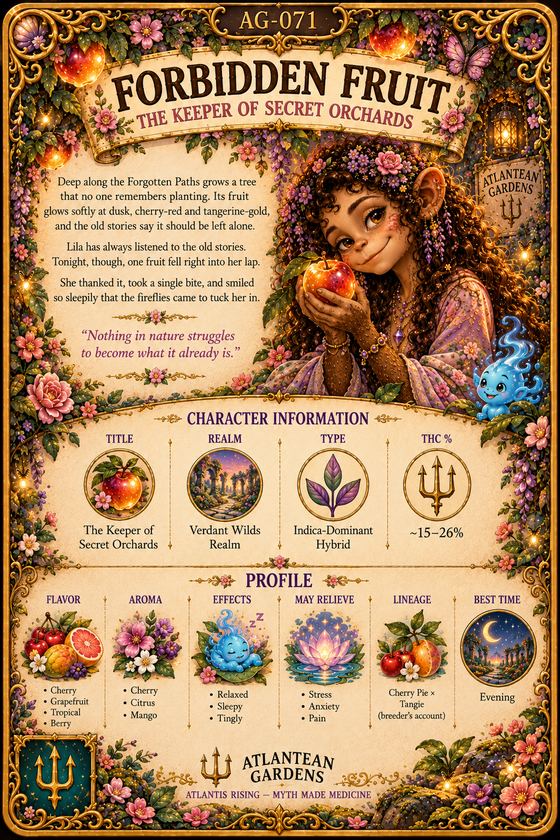 AG-071
FORBIDDEN FRUIT
THE KEEPER OF SECRET ORCHARDS
ATLANTEAN
GARDENS
Deep along the Forgotten Paths grows a tree
that no one remembers planting. Its fruit
glows softly at dusk, cherry-red and tangerine-gold,
and the old stories say it should be left alone.
Lila has always listened to the old stories.
Tonight, though, one fruit fell right into her lap.
She thanked it, took a single bite, and smiled
so sleepily that the fireflies came to tuck her in.
“Nothing in nature struggles
to become what it already is.”
CHARACTER INFORMATION
TITLE
The Keeper of
Secret Orchards
REALM
Verdant Wilds
Realm
TYPE
Indica-Dominant
Hybrid
THC %
~15–26%
PROFILE
FLAVOR
• Cherry
• Grapefruit
• Tropical
• Berry
AROMA
• Cherry
• Citrus
• Mango
EFFECTS
z z
• Relaxed
• Sleepy
• Tingly
MAY RELIEVE
• Stress
• Anxiety
• Pain
LINEAGE
Cherry Pie ×
Tangie
(breeder's account)
BEST TIME
Evening
ATLANTEAN
GARDENS
ATLANTIS RISING — MYTH MADE MEDICINE